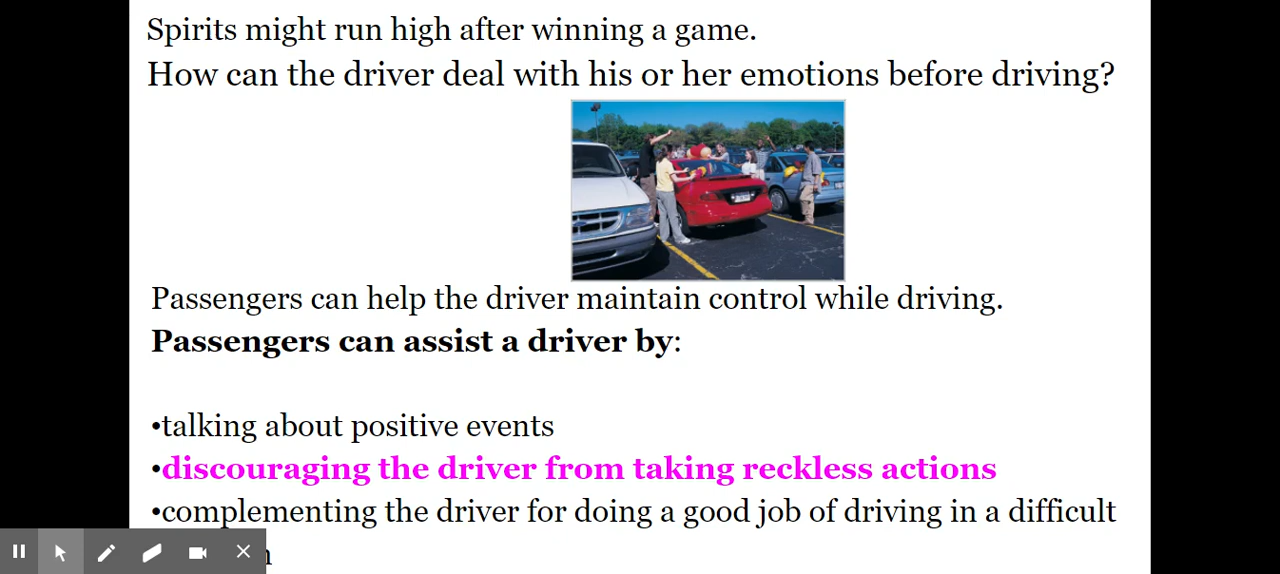 Spirits might run high after winning a game.
How can the driver deal with his or her emotions before driving?
Passengers can help the driver maintain control while driving.
Passengers can assist a driver by:
•talking about positive events
•discouraging the driver from taking reckless actions
•complementing the driver for doing a good job of driving in a difficult